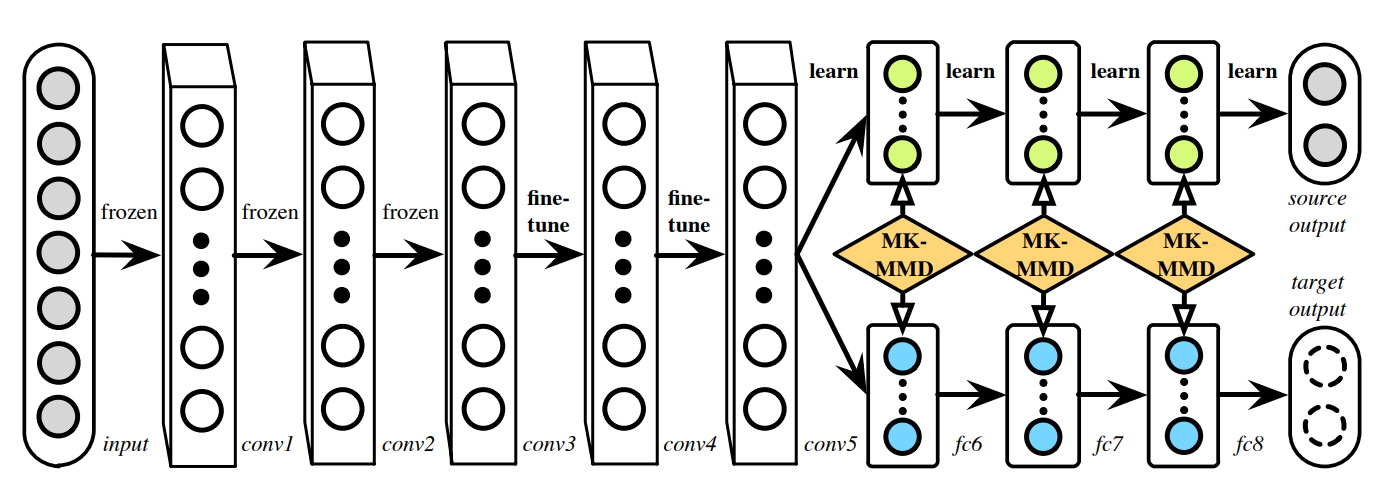 learn
learn
learn
learn
frozen
frozen
frozen
fine-
tune
fine-
tune
MK-
MMD
MK-
MMD
MK-
MMD
source
output
target
output
input
conv1
conv2
conv3
conv4
conv5
fc6
fc7
fc8